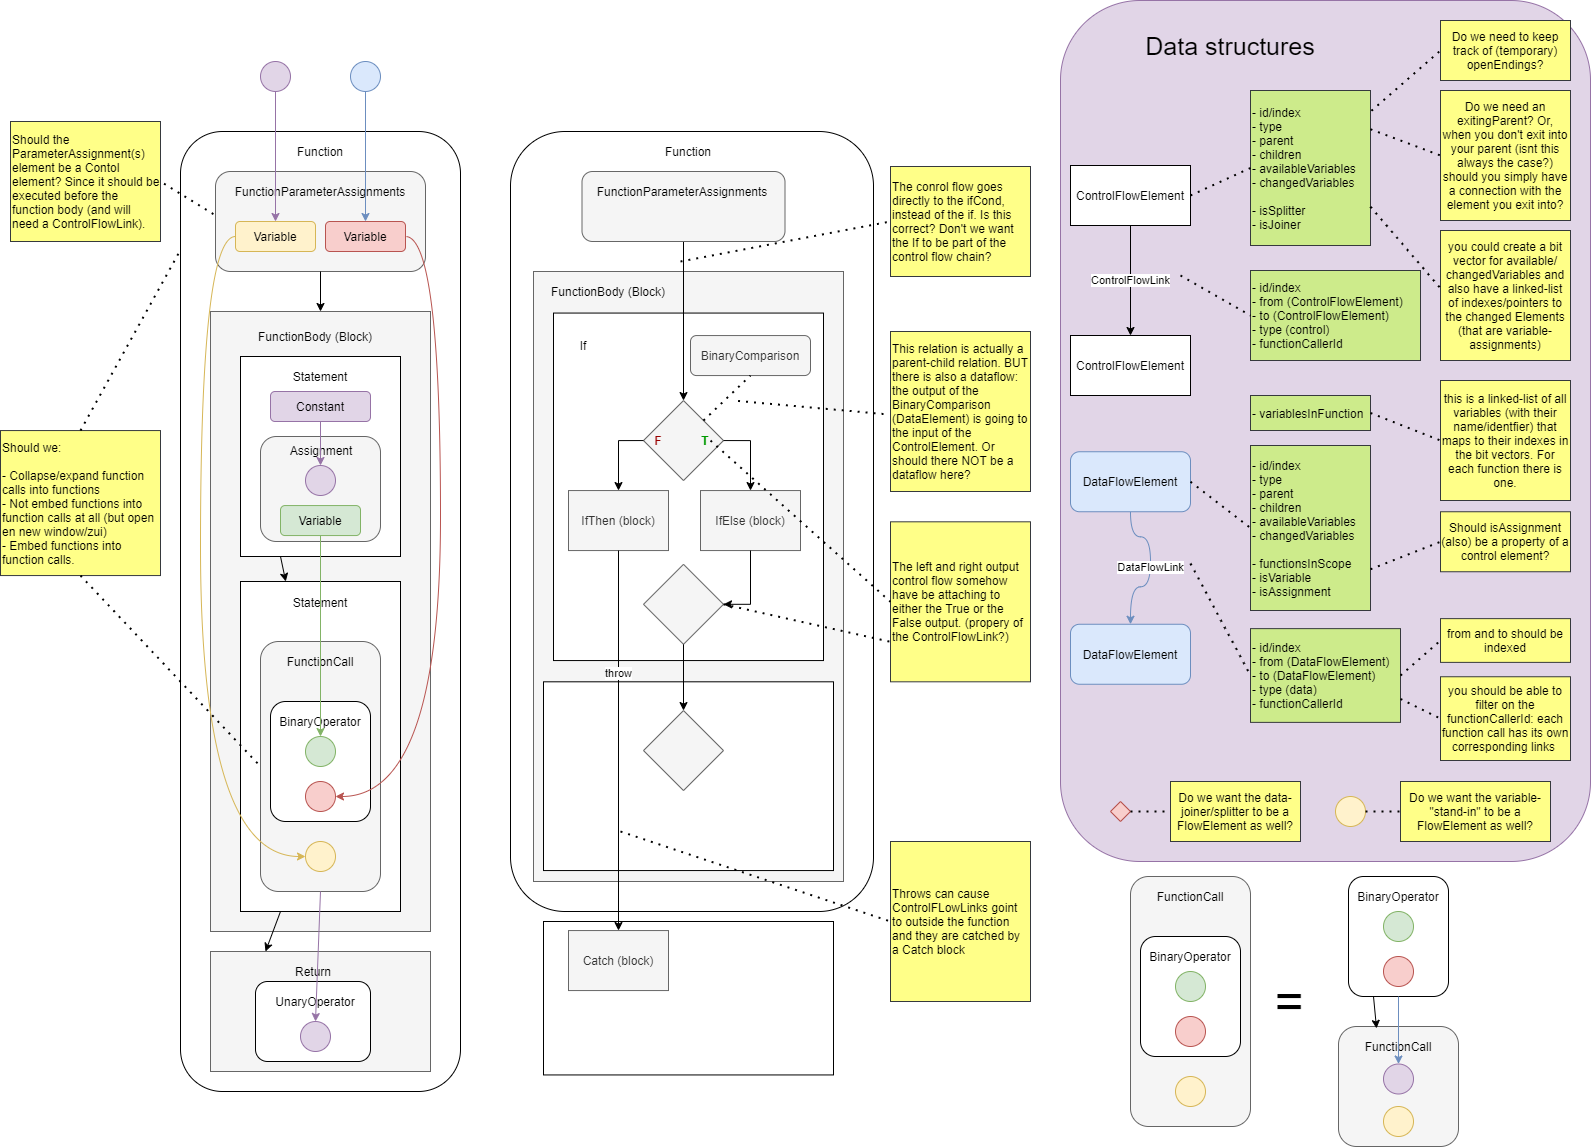 Should the
ParameterAssignment(s)
element be a Contol
element? Since it should be
executed before the
function body (and will
need a ControlFlowLink).
Should we:
- Collapse/expand function
calls into functions
- Not embed functions into
function calls at all (but open
en new window/zui)
- Embed functions into
function calls.
Function
FunctionParameterAssignments
Variable
Variable
FunctionBody (Block)
Statement
Constant
Assignment
Variable
Statement
FunctionCall
BinaryOperator
Return
UnaryOperator
Function
FunctionParameterAssignments
FunctionBody (Block)
If
BinaryComparison
F
T
IfThen (block)
IfElse (block)
throw
Catch (block)
The conrol flow goes
directly to the ifCond,
instead of the if. Is this
correct? Don't we want
the If to be part of the
control flow chain?
This relation is actually a
parent-child relation. BUT
there is also a dataflow:
the output of the
BinaryComparison
(DataElement) is going to
the input of the
ControlElement. Or
should there NOT be a
dataflow here?
The left and right output
control flow somehow
have be attaching to
either the True or the
False output. (propery of
the ControlFlowLink?)
Throws can cause
ControlFLowLinks goint
to outside the function
and they are catched by
a Catch block
Data structures
ControlFlowElement
ControlFlowLink
ControlFlowElement
- id/index
- type
- parent
- children
- availableVariables
- changedVariables
- isSplitter
- isJoiner
- id/index
- from (ControlFlowElement)
- to (ControlFlowElement)
- type (control)
- functionCallerId
- variablesInFunction
DataFlowElement
DataFlowLink
DataFlowElement
- id/index
- type
- parent
- children
- availableVariables
- changedVariables
- functionsInScope
- isVariable
- isAssignment
- id/index
- from (DataFlowElement)
- to (DataFlowElement)
- type (data)
- functionCallerId
Do we need to keep
track of (temporary)
openEndings?
Do we need an
exitingParent? Or,
when you don't exit into
your parent (isnt this
always the case?)
should you simply have
a connection with the
element you exit into?
you could create a bit
vector for available/
changedVariables and
also have a linked-list
of indexes/pointers to
the changed Elements
(that are variable-
assignments)
this is a linked-list of all
variables (with their
name/identfier) that
maps to their indexes in
the bit vectors. For
each function there is
one.
Should isAssignment
(also) be a property of a
control element?
from and to should be
indexed
you should be able to
filter on the
functionCallerId: each
function call has its own
corresponding links
Do we want the data-
joiner/splitter to be a
FlowElement as well?
Do we want the variable-
"stand-in" to be a
FlowElement as well?
FunctionCall
BinaryOperator
=
BinaryOperator
FunctionCall